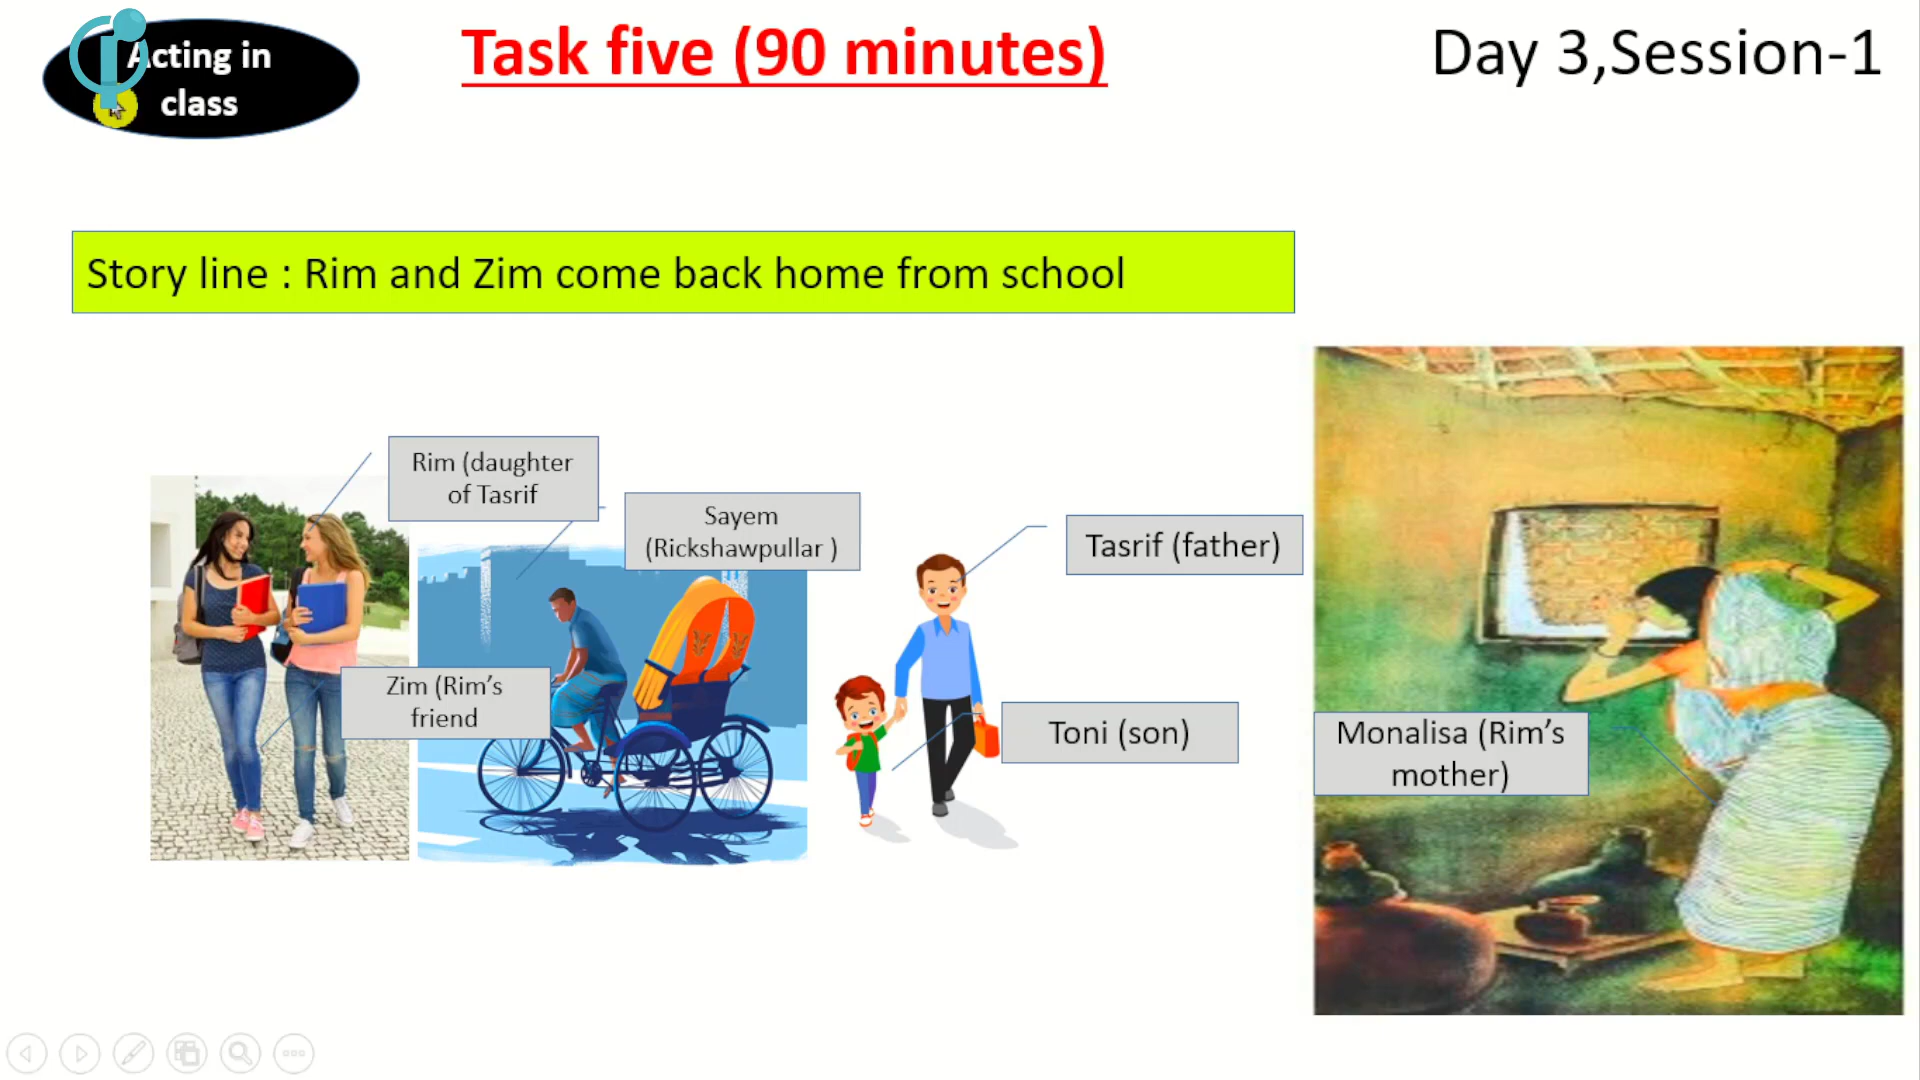 Acting in
class
Task five (90 minutes)
Day 3,Session-1
Story line : Rim and Zim come back home from school
Rim (daughter
of Tasrif
Sayem
(Rickshawpullar )
Tasrif (father)
Zim (Rim’s
friend
Toni (son)
Monalisa (Rim’s
mother)